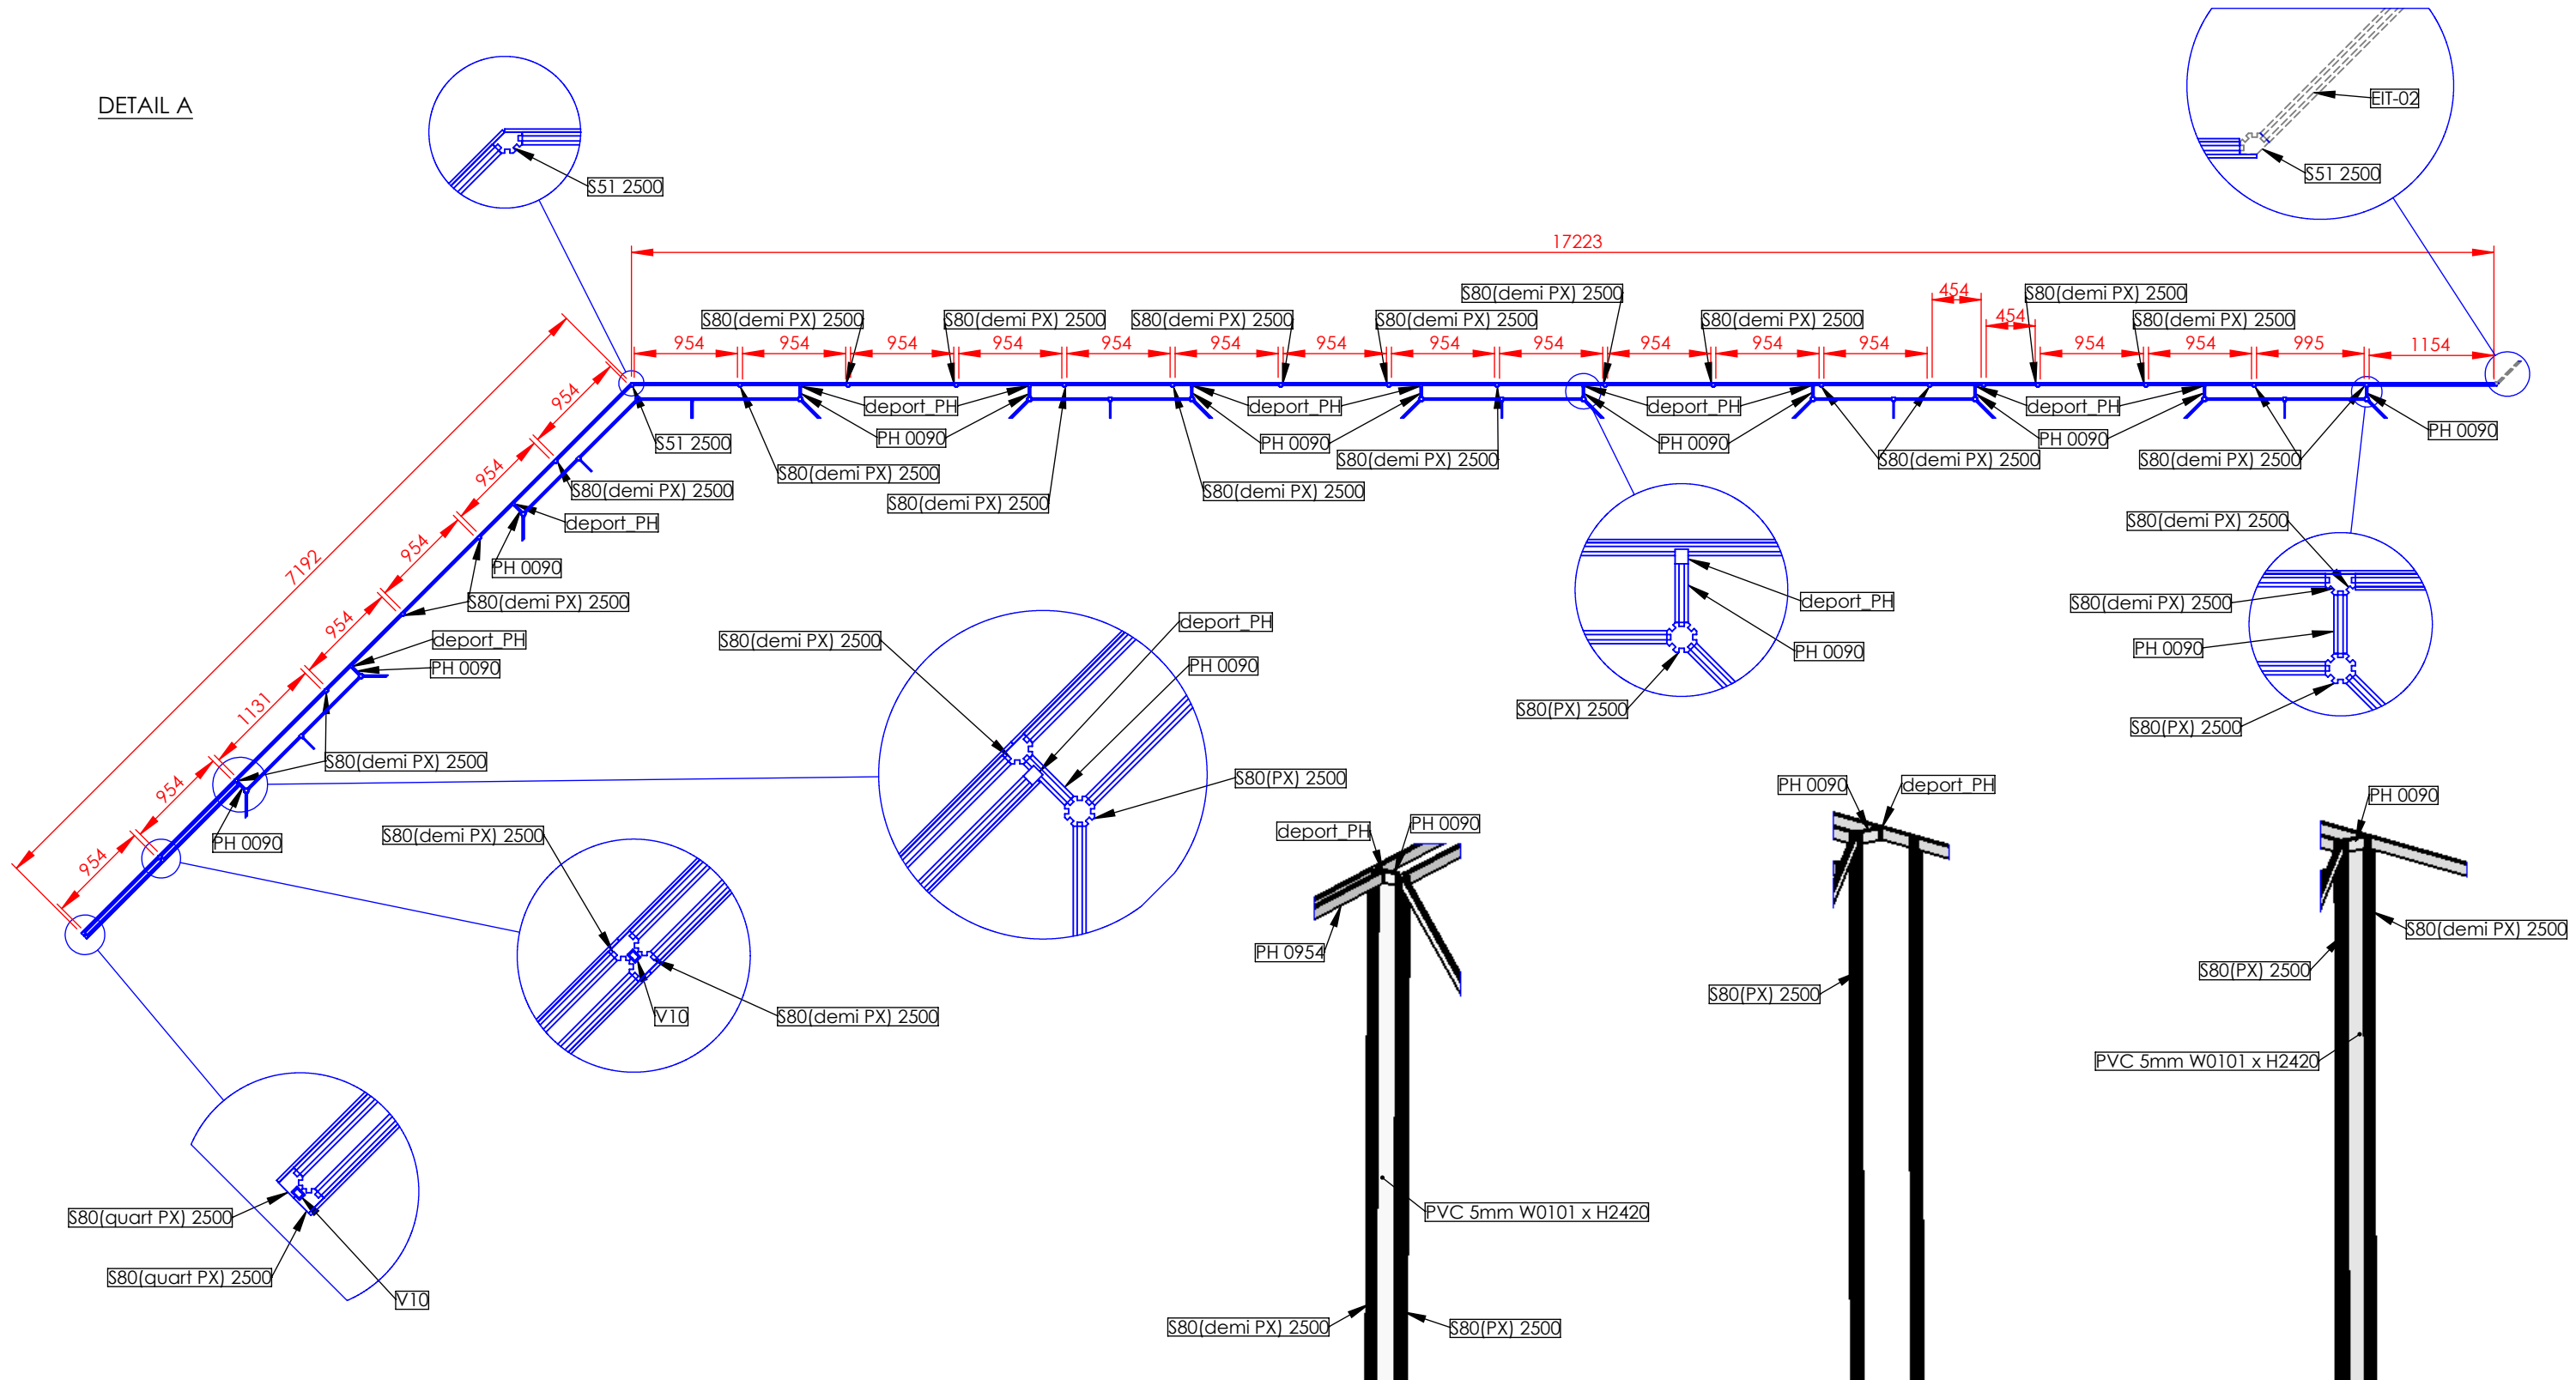 DETAIL A
EIT-02
S51 2500
S51 2500
17223
S80(demi PX) 2500
454
S80(demi PX) 2500
S80(demi PX) 2500
S80(demi PX) 2500
S80(demi PX) 2500
S80(demi PX) 2500
S80(demi PX) 2500
454
S80(demi PX) 2500
954
954
954
954
954
954
954
954
954
954
954
954
954
954
995
1154
954
deport_PH
deport_PH
deport_PH
deport_PH
S51 2500
PH 0090
PH 0090
PH 0090
PH 0090
PH 0090
954
S80(demi PX) 2500
S80(demi PX) 2500
S80(demi PX) 2500
S80(demi PX) 2500
S80(demi PX) 2500
S80(demi PX) 2500
S80(demi PX) 2500
deport_PH
S80(demi PX) 2500
954
7192
PH 0090
S80(demi PX) 2500
954
deport_PH
PH 0090
1131
S80(demi PX) 2500
954
PH 0090
954
S80(demi PX) 2500
deport_PH
PH 0090
S80(PX) 2500
deport_PH
PH 0090
S80(PX) 2500
S80(demi PX) 2500
PH 0090
S80(PX) 2500
S80(demi PX) 2500
V10
S80(demi PX) 2500
S80(quart PX) 2500
S80(quart PX) 2500
V10
deport_PH
PH 0090
PH 0954
PVC 5mm W0101 x H2420
S80(demi PX) 2500
S80(PX) 2500
PH 0090
deport_PH
S80(PX) 2500
PH 0090
S80(demi PX) 2500
S80(PX) 2500
PVC 5mm W0101 x H2420